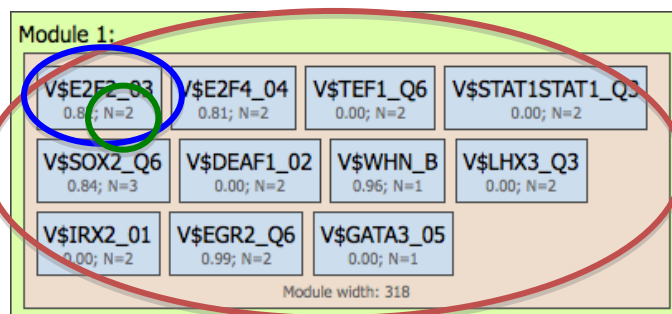 Module 1:
V$E2F2_03 V$E2F4_04 V$TEF1_Q6 V$STAT1STAT1_Q3
N=2 0.81; N=2 0.00; N=2 0.00; N=2
V$SOX2_Q6 V$DEAF1_02 V$WHN_B V$LHX3_Q3
0.84; N=3 0.00; N=2 0.96; N=1 0.00; N=2
V$IRX2_01 V$EGR2_Q6 V$GATA3_05
0.00; N=2 0.99; N=2 0.00; N=1
Module width: 318